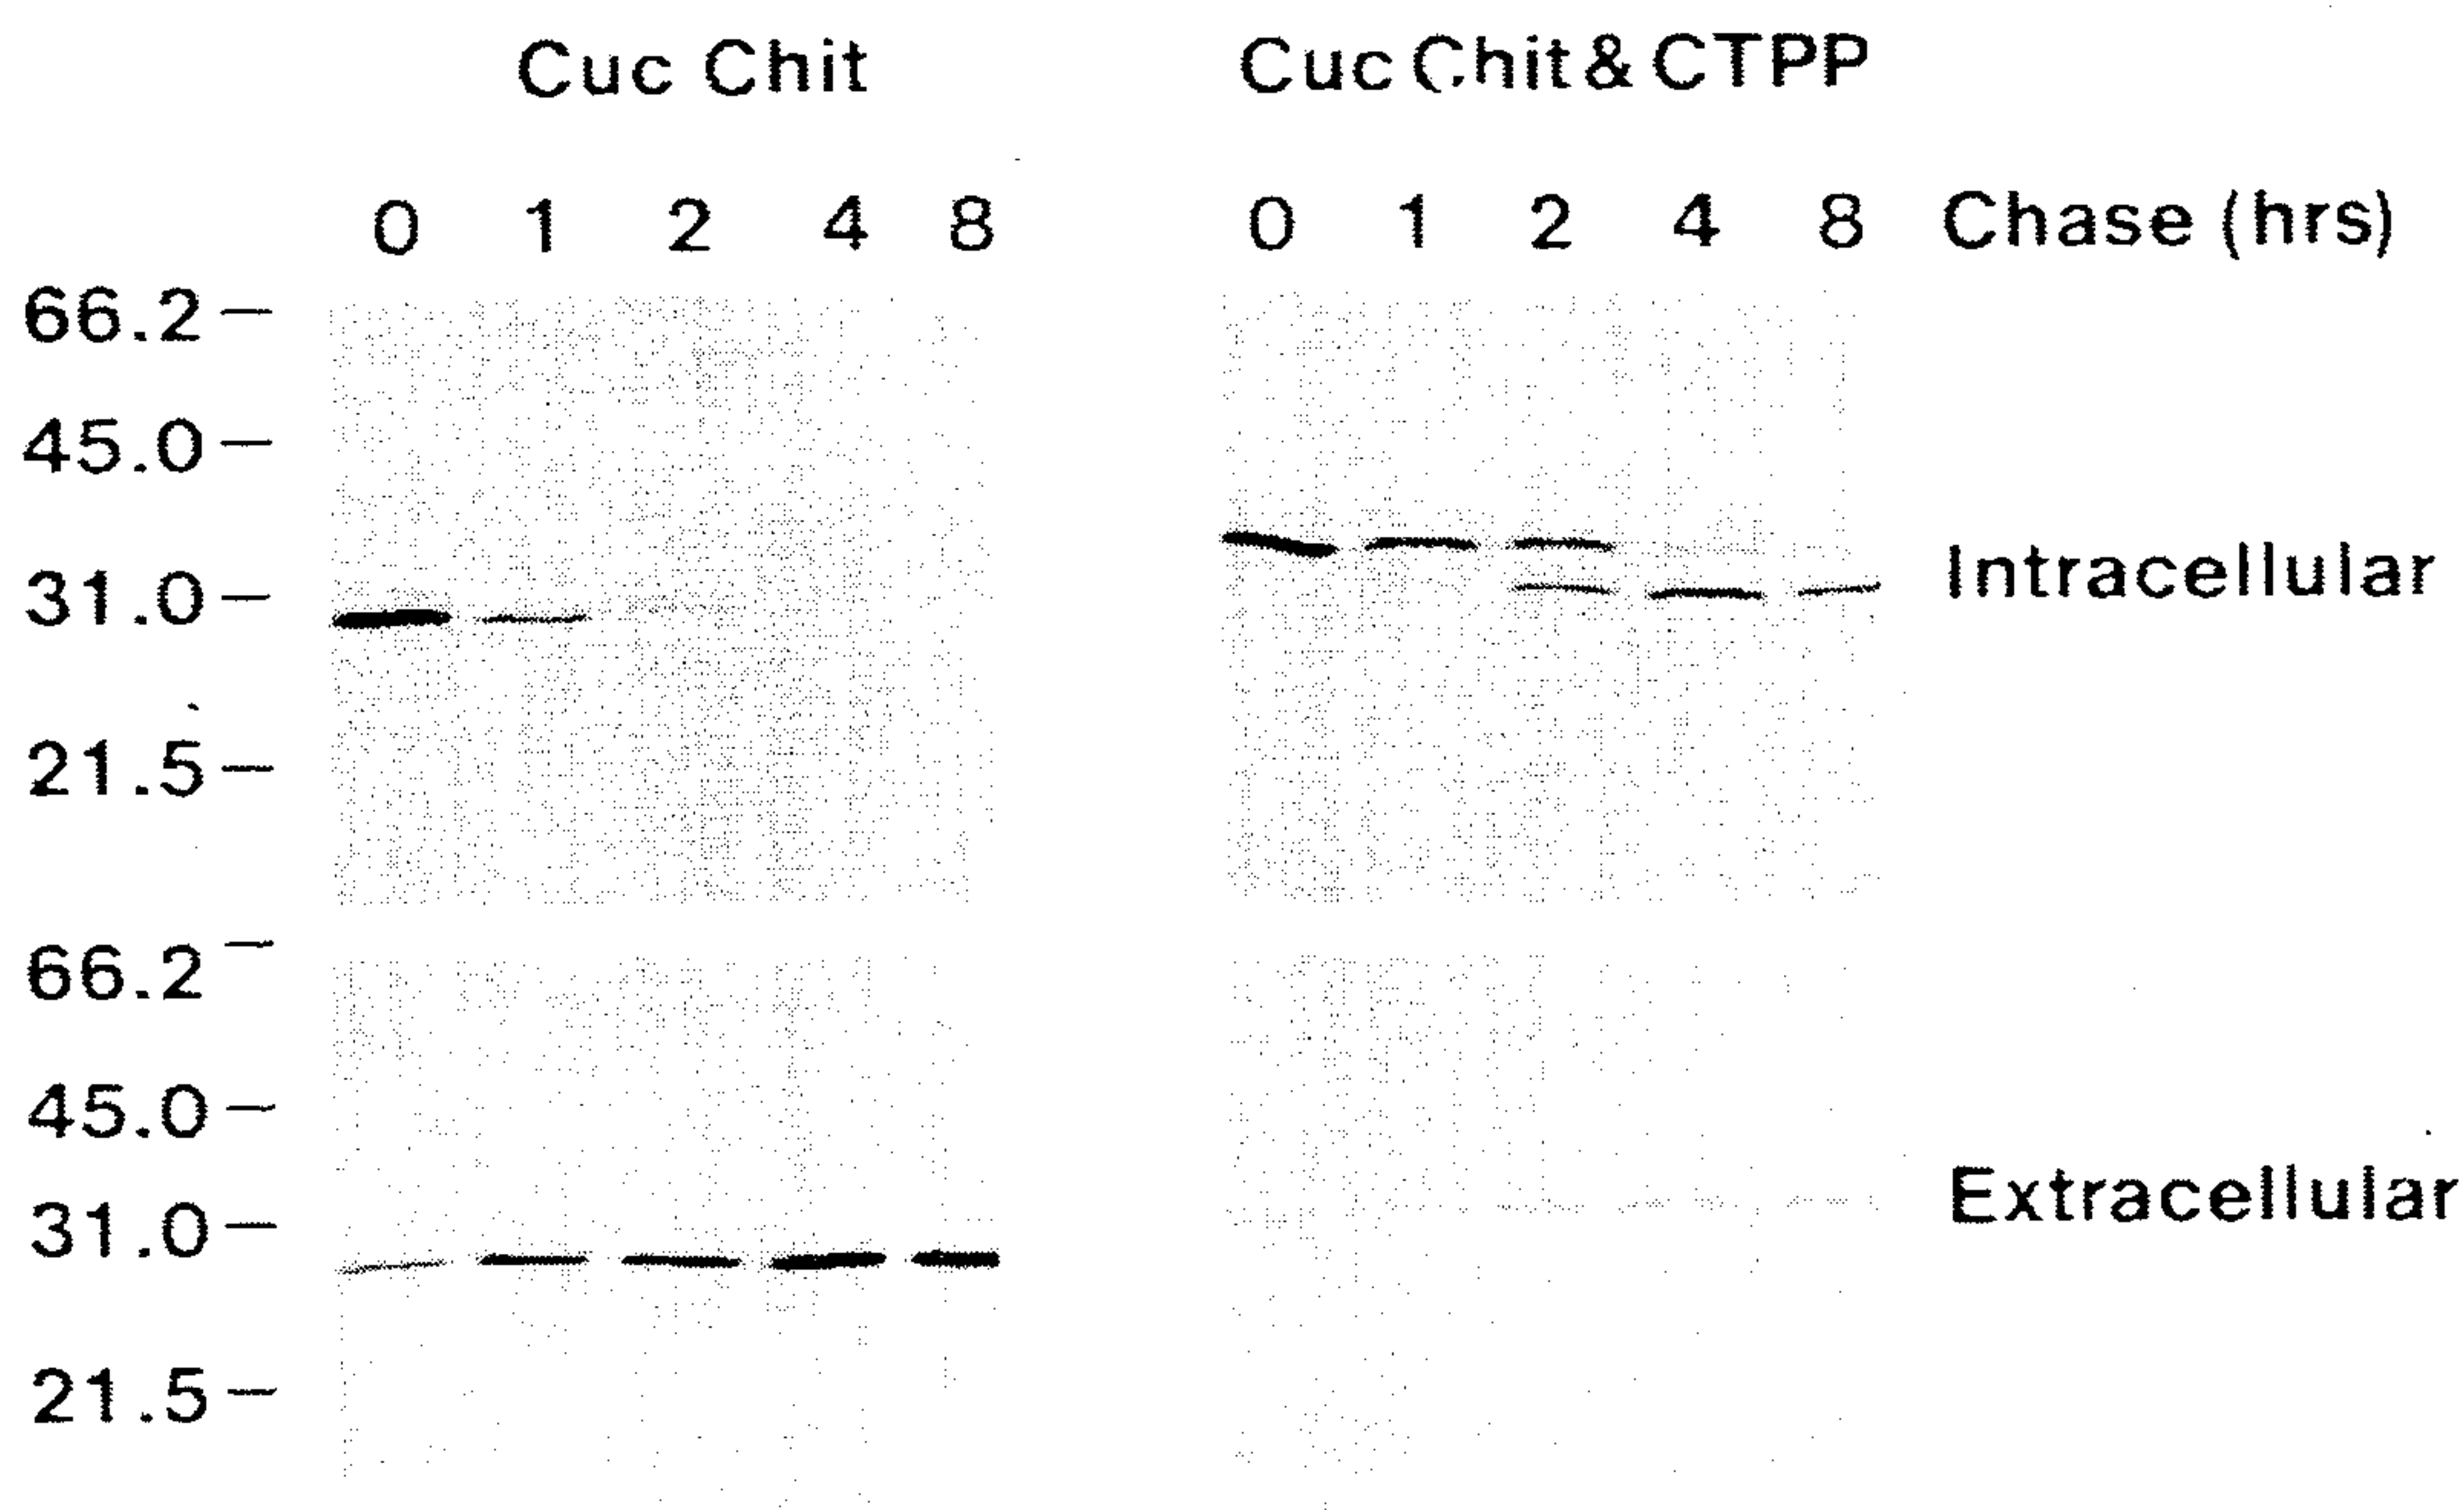 Cuc Chit Cuc Chit & CTPP
0 1 2 4 8 0 1 2 4 8 Chase (hrs)
66.2
45.0
31.0 Intracellular
21.5
66.2
45.0
31.0 Extracellular
21.5